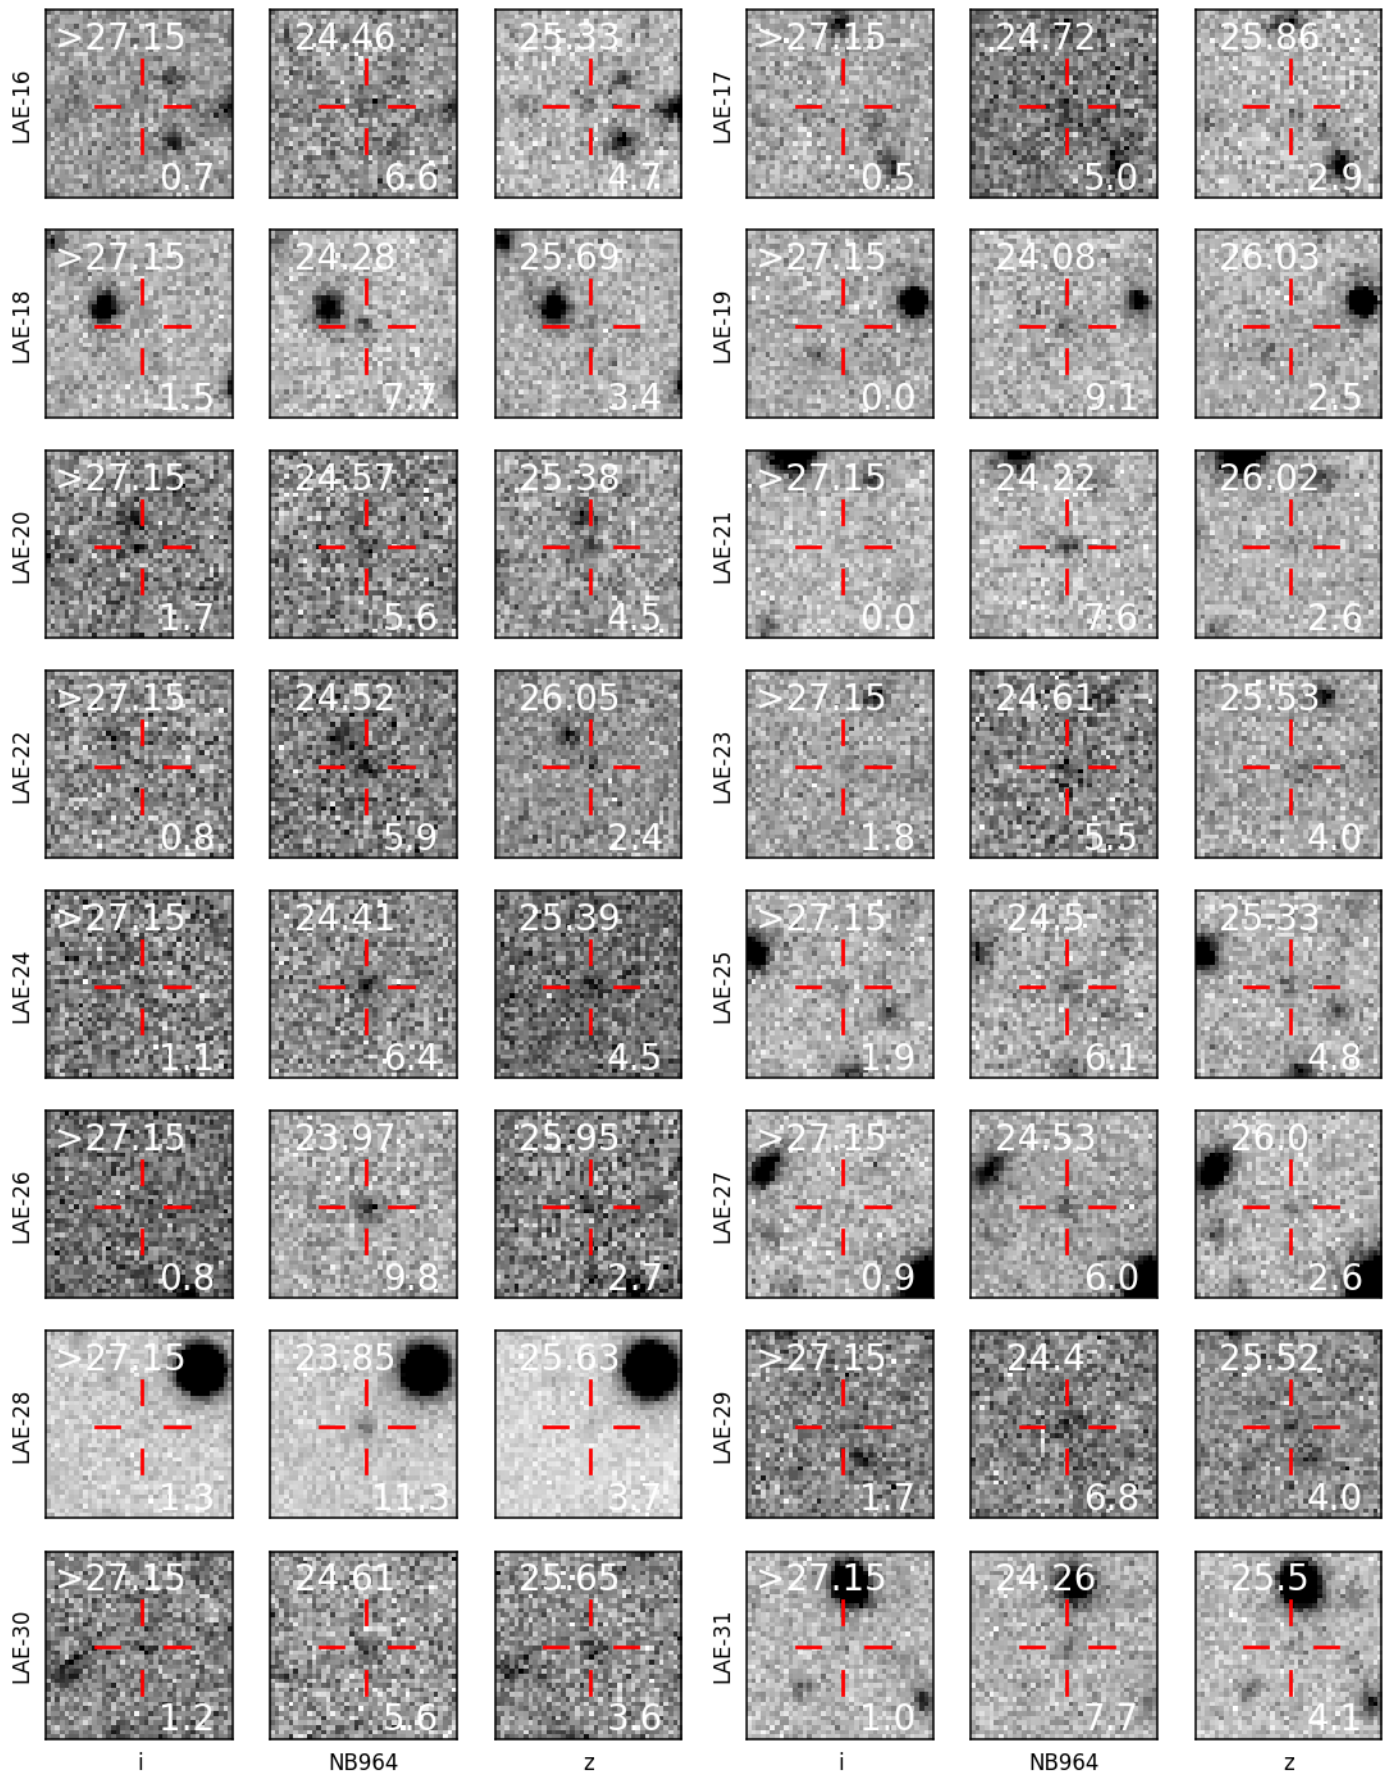 LAE-16 >27.15 24.46 25.33 LAE-17 >27.15 24.72 25.86
0.7 6.6 4.7 0.5 5.0 2.9
LAE-18 >27.15 24.28 25.69 LAE-19 >27.15 24.08 26.03
1.5 7.7 3.4 0.0 9.1 2.5
LAE-20 >27.15 24.57 25.38 LAE-21 >27.15 24.22 26.02
1.7 5.6 4.5 0.0 7.6 2.6
LAE-22 >27.15 24.52 26.05 LAE-23 >27.15 24.61 25.53
0.8 5.9 2.4 1.8 5.5 4.0
LAE-24 >27.15 24.41 25.39 LAE-25 >27.15 24.5 25.33
1.1 6.4 4.5 1.9 6.1 4.8
LAE-26 >27.15 23.97 25.95 LAE-27 >27.15 24.53 26.0
0.8 9.8 2.7 0.9 6.0 2.6
LAE-28 >27.15 23.85 25.63 LAE-29 >27.15 24.4 25.52
1.3 11.3 3.7 1.7 6.8 4.0
LAE-30 >27.15 24.61 25.65 LAE-31 >27.15 24.26 25.5
1.2 5.6 3.6 1.0 7.7 4.1
i NB964 z i NB964 z